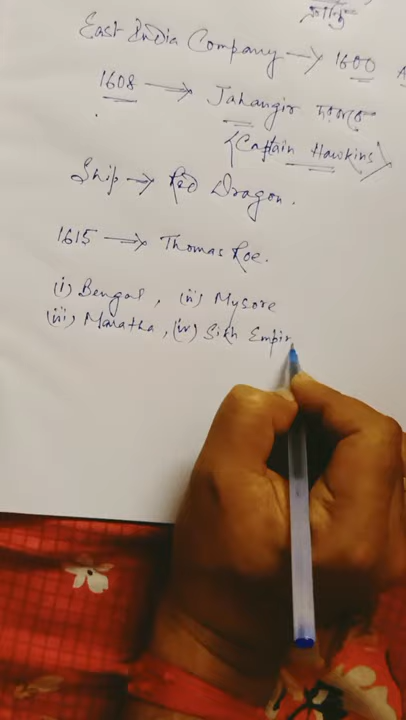 East India Company → 1600 A
1608 → Jahangir দরবারে
{Captain Hawkins}
Ship → Red Dragon.
1615 → Thomas Roe.
(i) Bengal, (ii) Mysore
(iii) Maratha, (iv) Sikh Empir